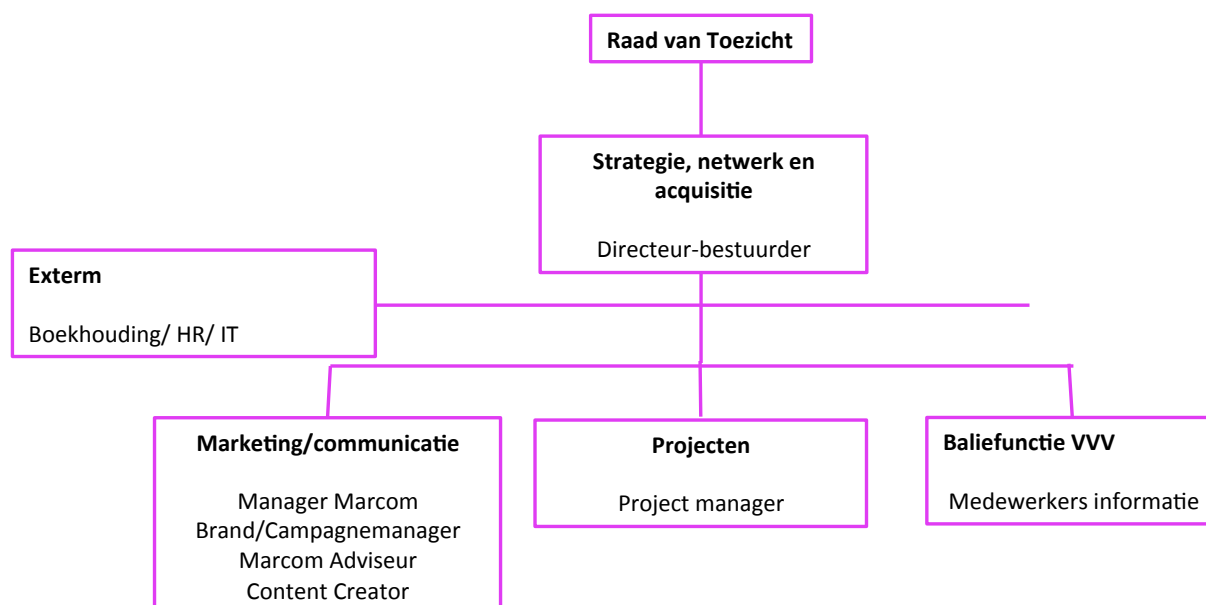 Raad van Toezicht
Strategie, netwerk en
acquisitie
Directeur-bestuurder
Exterm
Boekhouding/ HR/ IT
Marketing/communicatie
Manager Marcom
Brand/Campagnemanager
Marcom Adviseur
Content Creator
Projecten
Project manager
Baliefunctie VVV
Medewerkers informatie